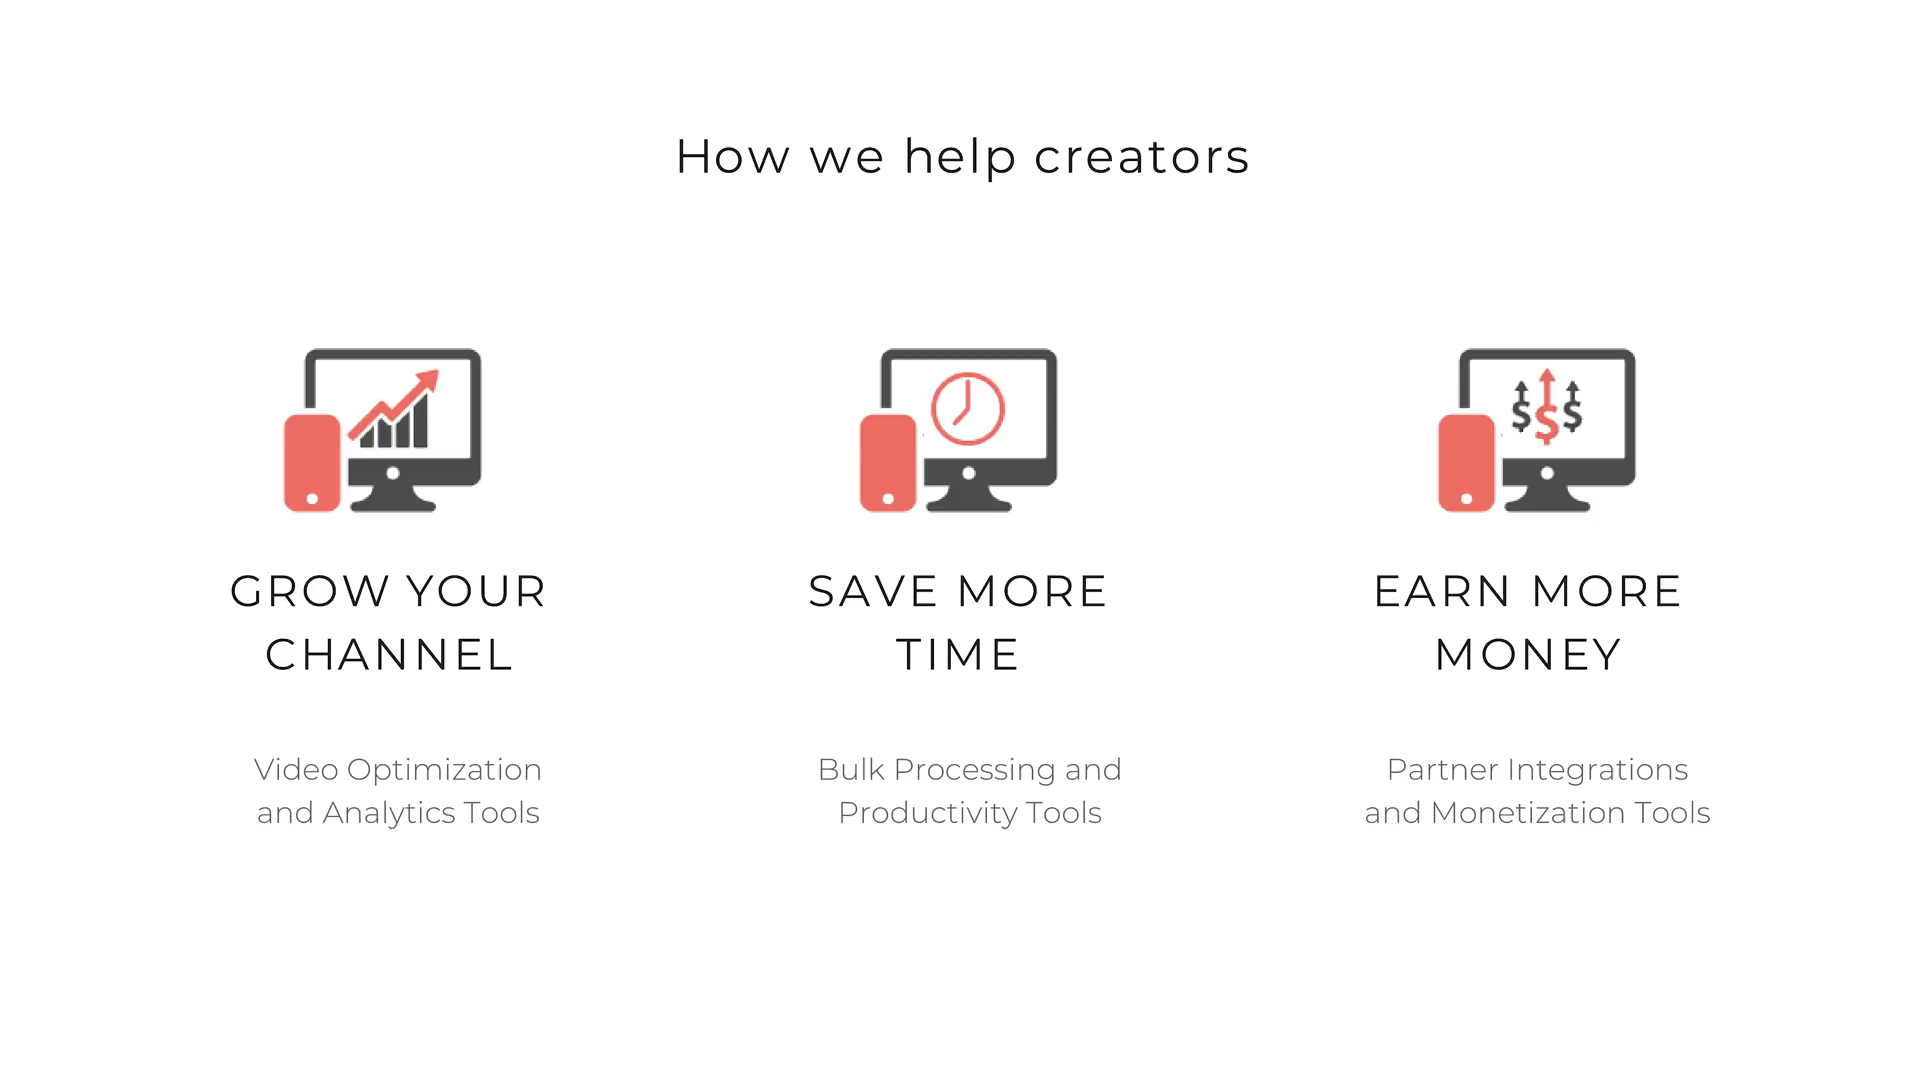 How we help creators
GROW YOUR
CHANNEL
Video Optimization
and Analytics Tools
SAVE MORE
TIME
Bulk Processing and
Productivity Tools
$ $ $
EARN MORE
MONEY
Partner Integrations
and Monetization Tools